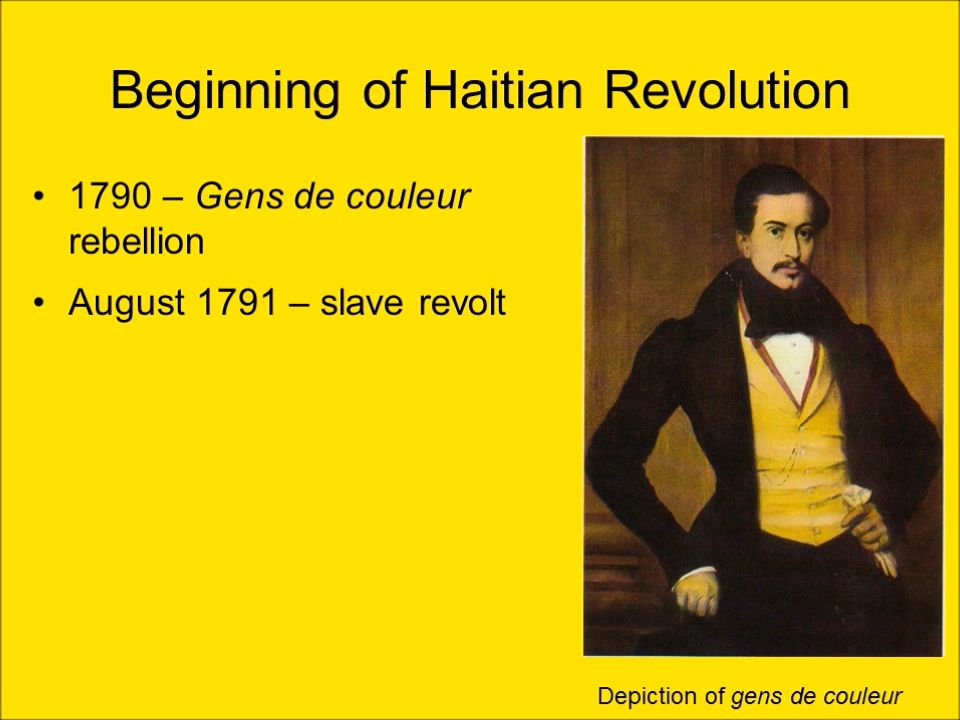 Beginning of Haitian Revolution
• 1790 – Gens de couleur
rebellion
• August 1791 – slave revolt
Depiction of gens de couleur